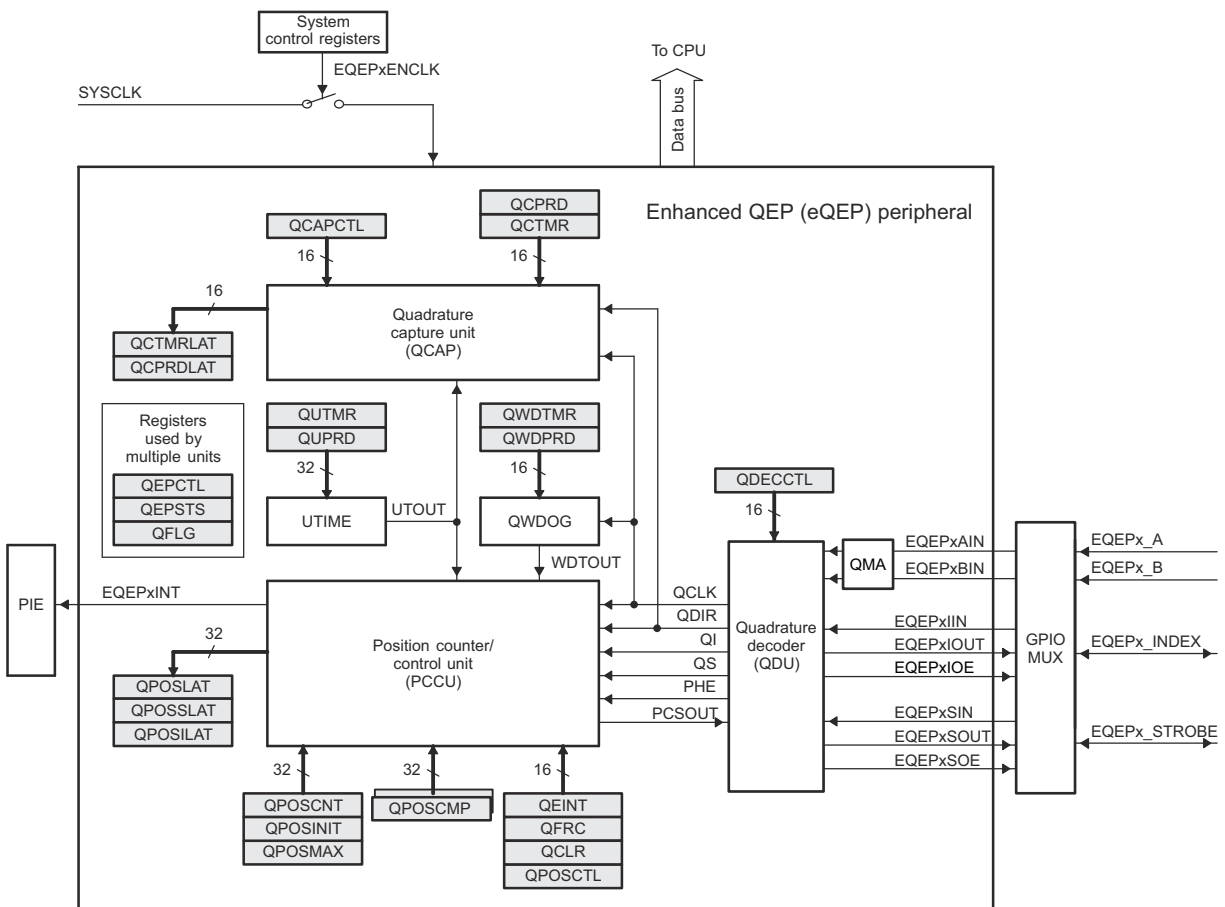 System
control registers
To CPU
EQEPxENCLK
SYSCLK
Data bus
Enhanced QEP (eQEP) peripheral
QCPRD
QCAPCTL
QCTMR
16
16
16
Quadrature
capture unit
(QCAP)
QCTMRLAT
QCPRDLAT
Registers
used by
multiple units
QEPCTL
QEPSTS
QFLG
QUTMR
QUPRD
32
QWDTMR
QWDPRD
16
UTIME
UTOUT
QWDOG
WDTOUT
QDECCTL
16
PIE
EQEPxINT
32
QPOSLAT
QPOSSLAT
QPOSILAT
Position counter/
control unit
(PCCU)
QCLK
QDIR
QI
QS
PHE
PCSOUT
Quadrature
decoder
(QDU)
QMA
EQEPxAIN
EQEPxBIN
EQEPxIIN
EQEPxIOUT
EQEPxIOE
EQEPxSIN
EQEPxSOUT
EQEPxSOE
GPIO
MUX
EQEPx_A
EQEPx_B
EQEPx_INDEX
EQEPx_STROBE
32
32
16
QPOSCNT
QPOSINIT
QPOSMAX
QPOSCMP
QEINT
QFRC
QCLR
QPOSCTL